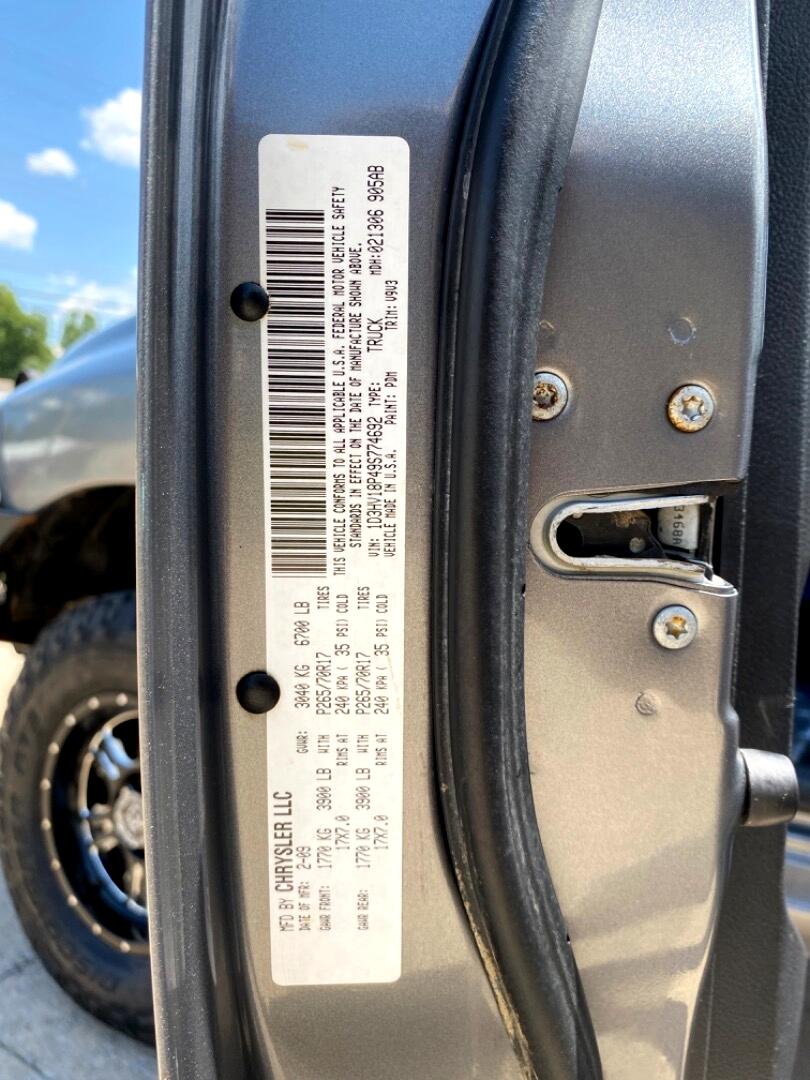 MFD BY CHRYSLER LLC
DATE OF MFR: 2-09 GVWR: 3040 KG 6700 LB
GAWR FRONT: 1770 KG 3900 LB WITH P265/70R17 TIRES
17X7.0 RIMS AT 240 KPA ( 35 PSI) COLD
GAWR REAR: 1770 KG 3900 LB WITH P265/70R17 TIRES
17X7.0 RIMS AT 240 KPA ( 35 PSI) COLD
THIS VEHICLE CONFORMS TO ALL APPLICABLE U.S.A. FEDERAL MOTOR VEHICLE SAFETY
STANDARDS IN EFFECT ON THE DATE OF MANUFACTURE SHOWN ABOVE.
VIN: 1D3HV18P49S774692 TYPE: TRUCK MDH:021306 905AB
VEHICLE MADE IN U.S.A. PAINT: PDM TRIM: V9V3